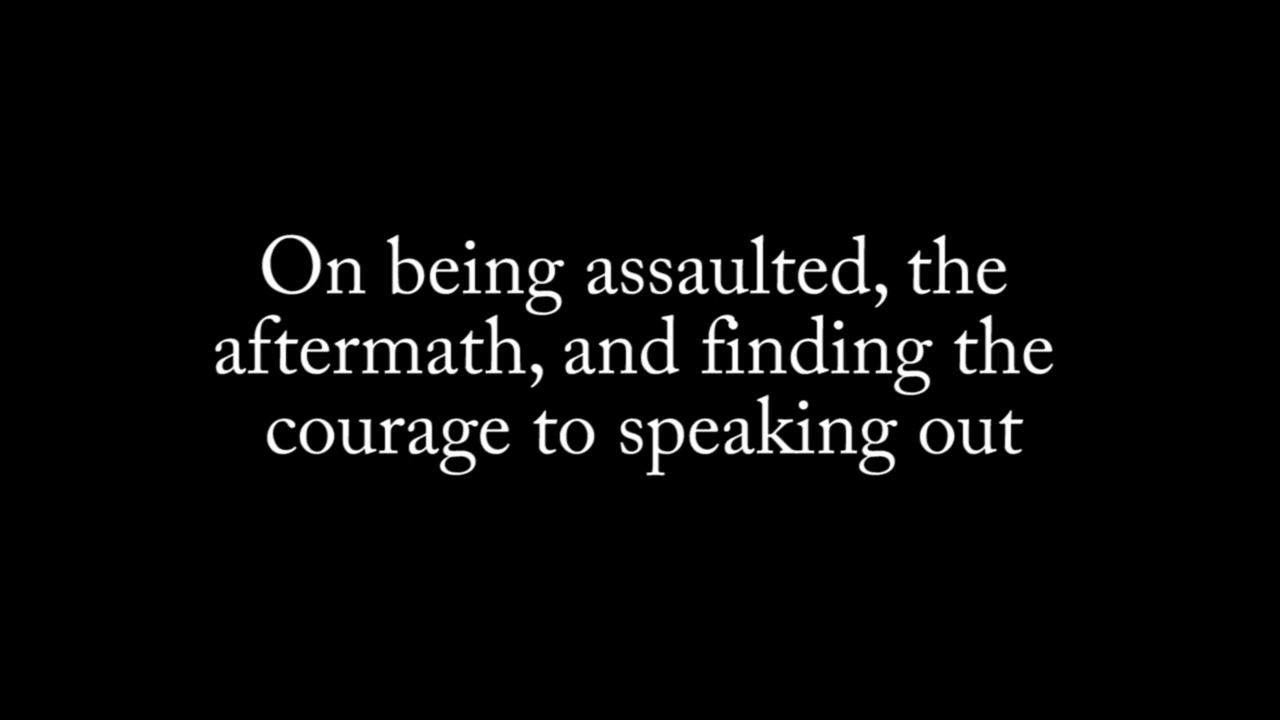 On being assaulted, the
aftermath, and finding the
courage to speaking out